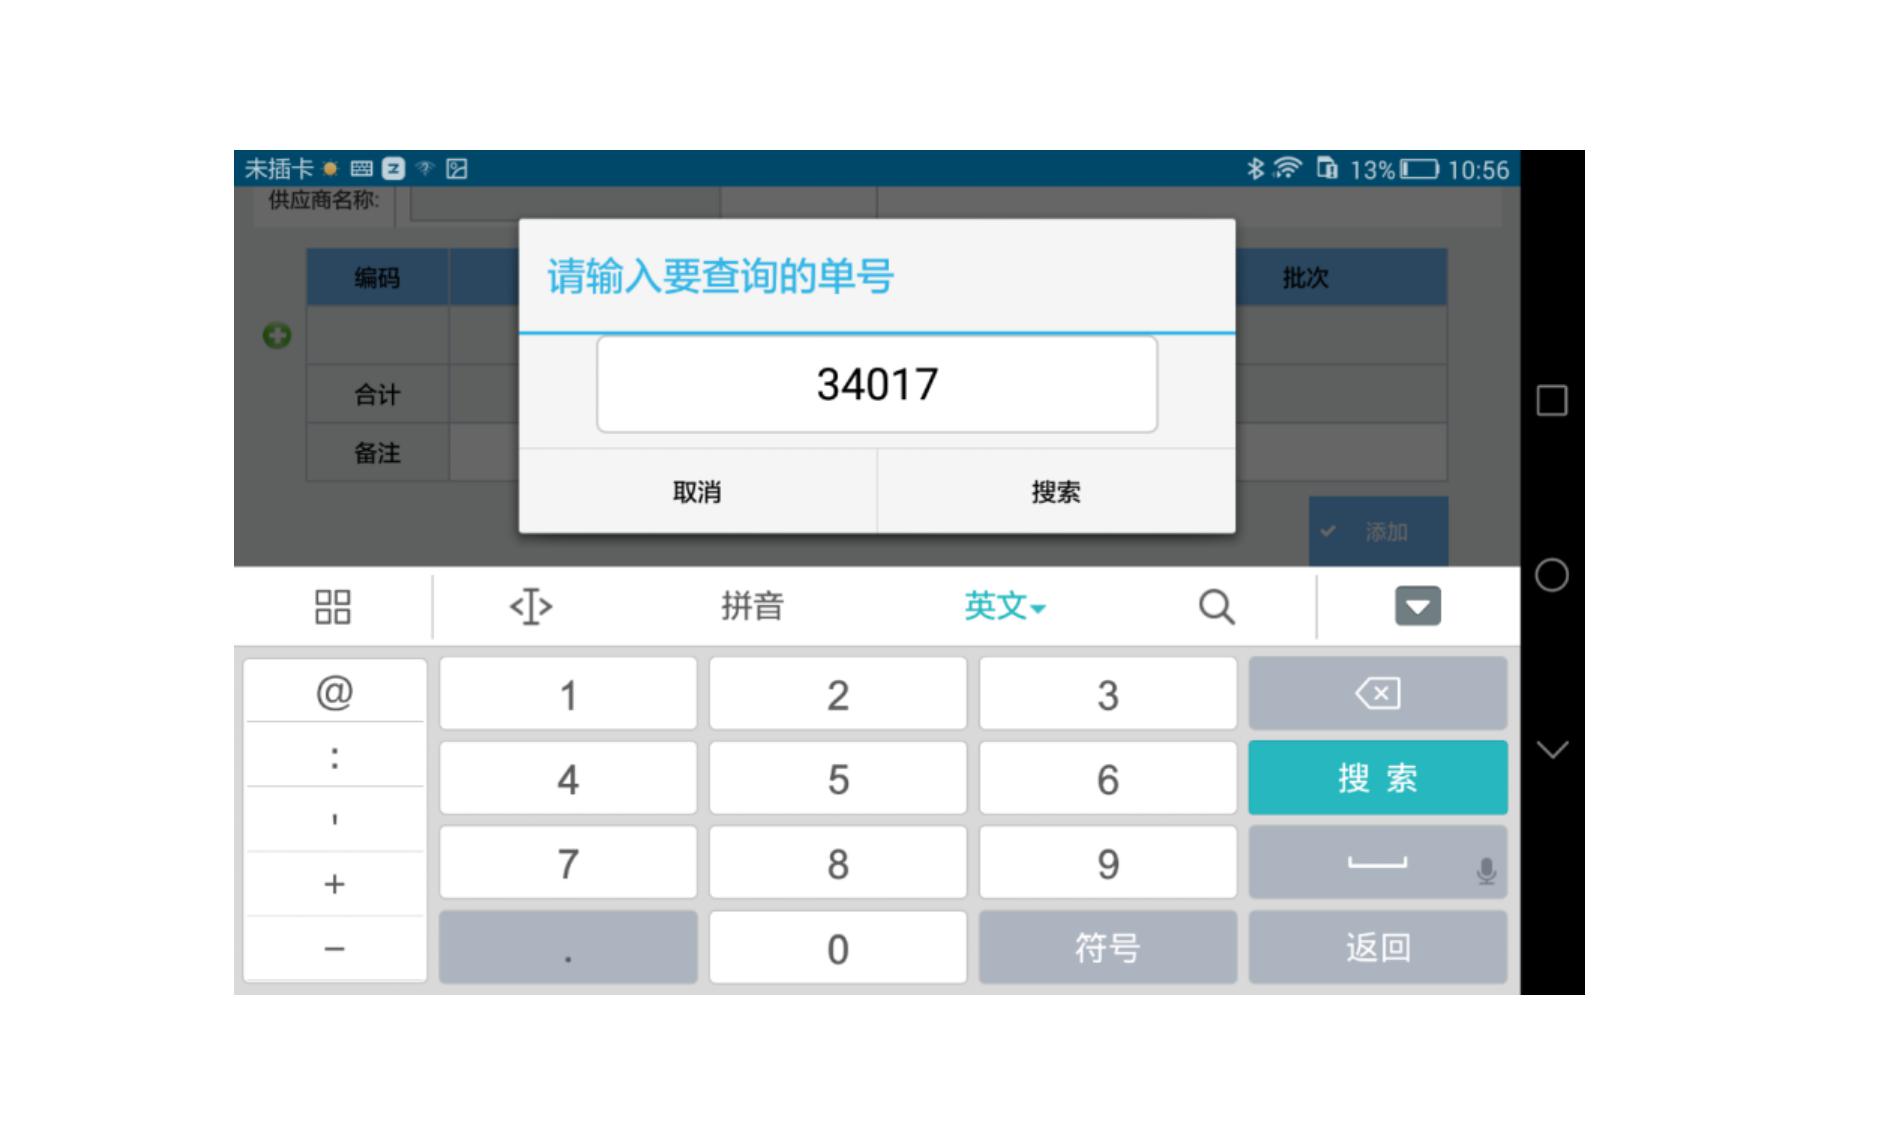 未插卡 13% 10:56
供应商名称:
请输入要查询的单号
编码 批次
34017
合计
备注
取消 搜索
添加
拼音 英文
@ 1 2 3
: 4 5 6 搜索
' 7 8 9
+
- . 0 符号 返回